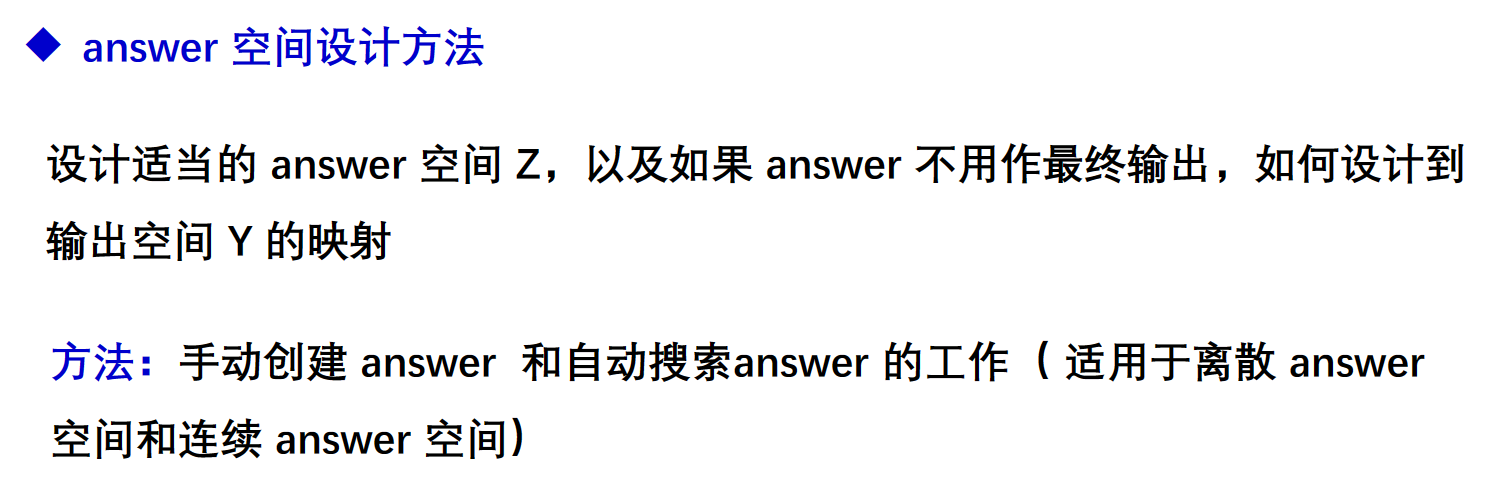 ◆ answer 空间设计方法
设计适当的 answer 空间 Z，以及如果 answer 不用作最终输出，如何设计到
输出空间 Y 的映射
方法：手动创建 answer 和自动搜索answer 的工作（ 适用于离散 answer
空间和连续 answer 空间）